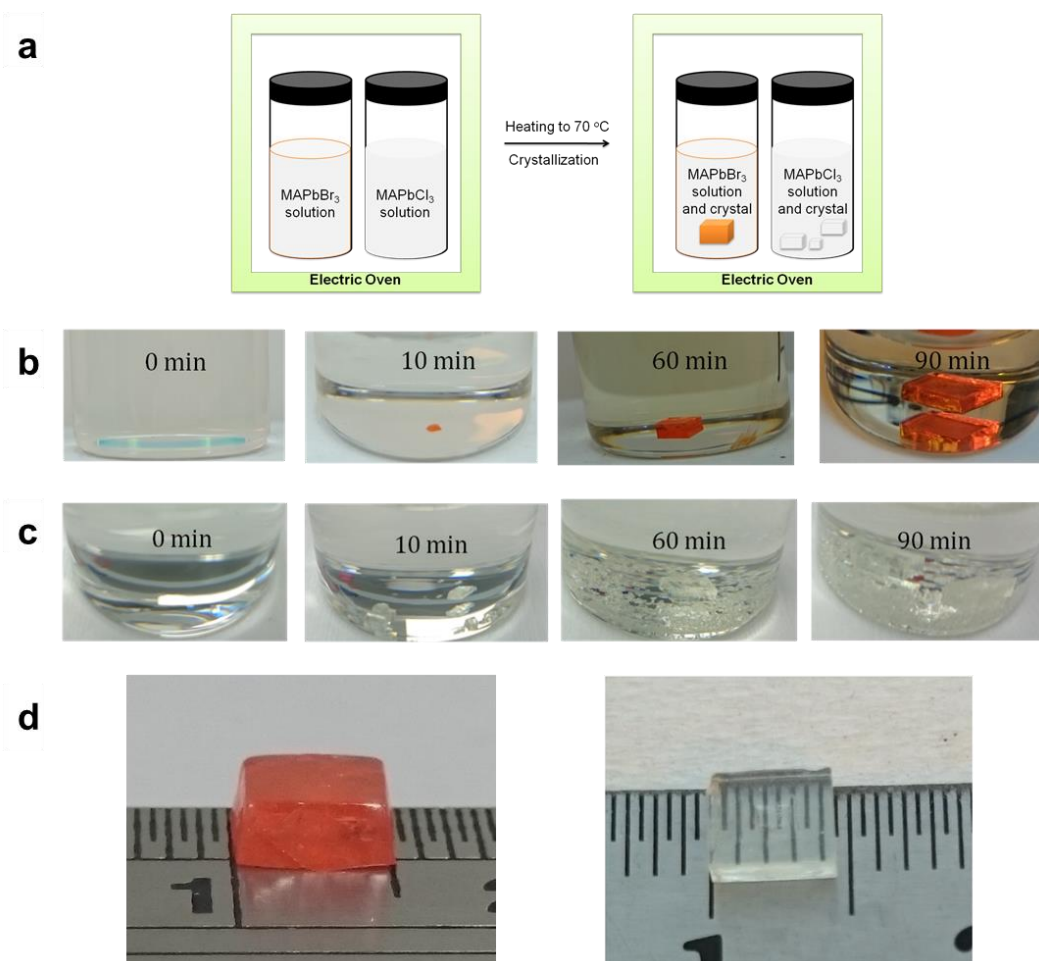 a
MAPbBr₃
solution
MAPbCl₃
solution
Electric Oven
Heating to 70 °C
Crystallization
MAPbBr₃
solution
and crystal
MAPbCl₃
solution
and crystal
Electric Oven
b
0 min
10 min
60 min
90 min
c
0 min
10 min
60 min
90 min
d
1
1